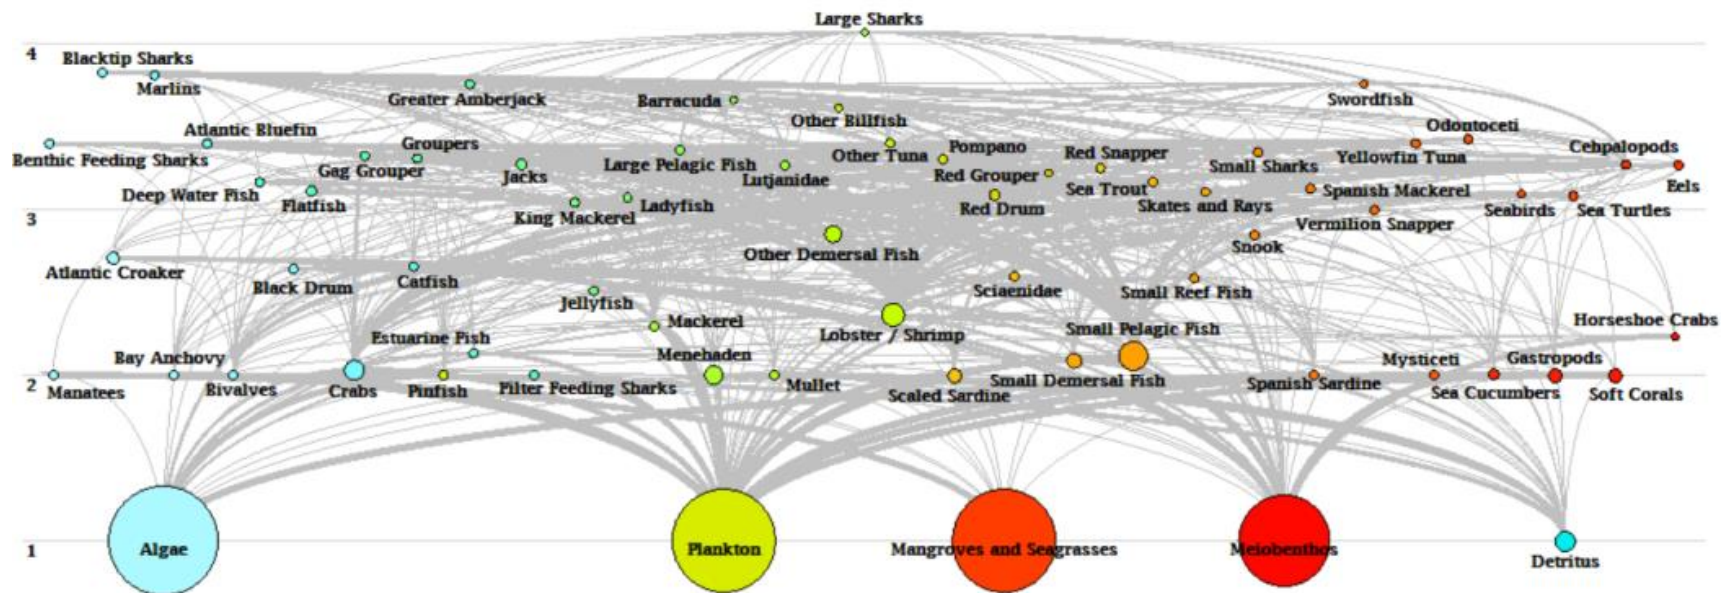 Large Sharks
4
Blacktip Sharks
Marlins
Greater Amberjack
Barracuda
Other Billfish
Swordfish
Atlantic Bluefin
Groupers
Odontoceti
Benthic Feeding Sharks
Gag Grouper
Jacks
Large Pelagic Fish
Lutjanidae
Other Tuna
Pompano
Red Snapper
Small Sharks
Yellowfin Tuna
Cehpalopods
Deep Water Fish
Flatfish
King Mackerel
Ladyfish
Red Grouper
Red Drum
Sea Trout
Skates and Rays
Spanish Mackerel
Vermilion Snapper
Seabirds
Sea Turtles
Eels
3
Other Demersal Fish
Snook
Atlantic Croaker
Black Drum
Catfish
Jellyfish
Sciaenidae
Small Reef Fish
Mackerel
Lobster / Shrimp
Small Pelagic Fish
Horseshoe Crabs
Estuarine Fish
Bay Anchovy
Menehaden
Mysticeti
Gastropods
2
Manatees
Bivalves
Crabs
Pinfish
Filter Feeding Sharks
Mullet
Scaled Sardine
Small Demersal Fish
Spanish Sardine
Sea Cucumbers
Soft Corals
1
Algae
Plankton
Mangroves and Seagrasses
Meiobenthos
Detritus